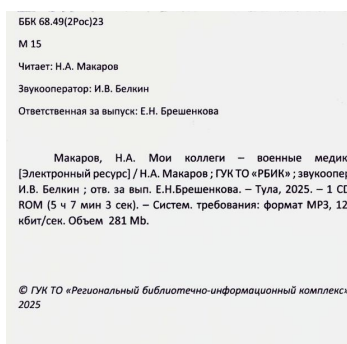 ББК 68.49(2Рос)23
М 15
Читает: Н.А. Макаров
Звукооператор: И.В. Белкин
Ответственная за выпуск: Е.Н. Брешенкова
Макаров, Н.А. Мои коллеги – военные медик
[Электронный ресурс] / Н.А. Макаров ; ГУК ТО «РБИК» ; звукоопер
И.В. Белкин ; отв. за вып. Е.Н.Брешенкова. – Тула, 2025. – 1 CD
ROM (5 ч 7 мин 3 сек). – Систем. требования: формат MP3, 12
кбит/сек. Объем 281 Mb.
© ГУК ТО «Региональный библиотечно-информационный комплекс»
2025